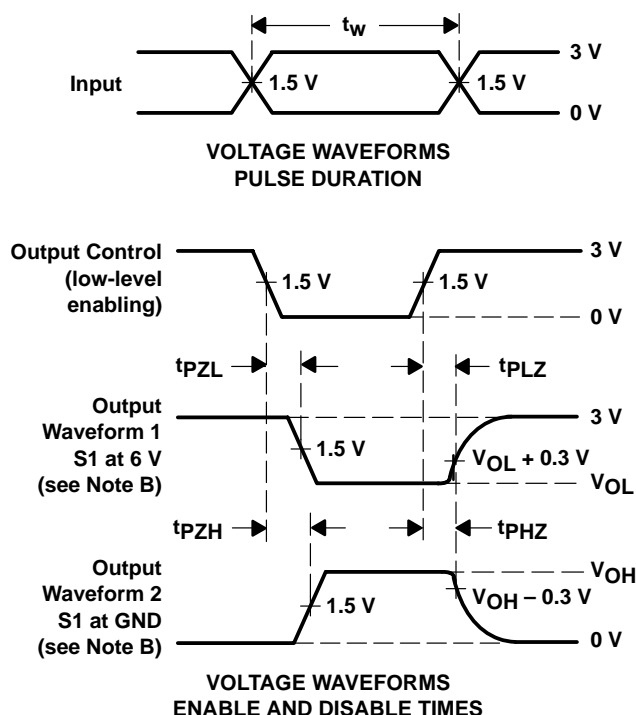 tw
3 V
Input
1.5 V
1.5 V
0 V
VOLTAGE WAVEFORMS
PULSE DURATION
Output Control
(low-level
enabling)
3 V
1.5 V
1.5 V
0 V
tPZL
tPLZ
Output
Waveform 1
S1 at 6 V
(see Note B)
3 V
1.5 V
VOL + 0.3 V
VOL
tPZH
tPHZ
Output
Waveform 2
S1 at GND
(see Note B)
VOH
1.5 V
VOH – 0.3 V
0 V
VOLTAGE WAVEFORMS
ENABLE AND DISABLE TIMES